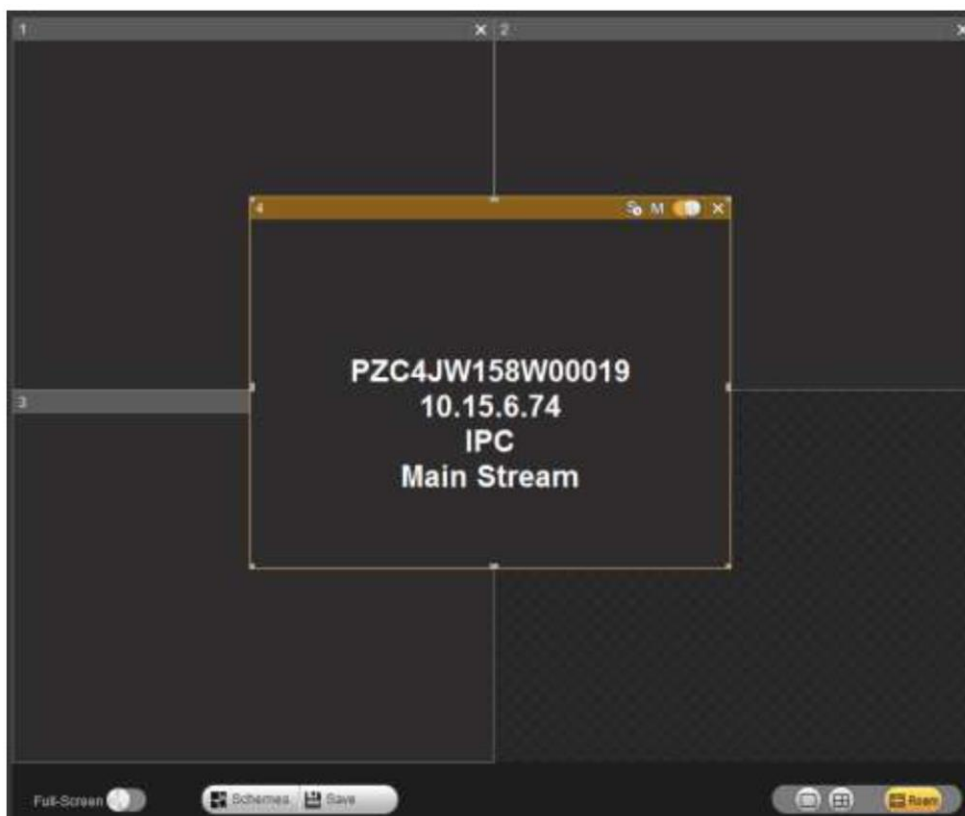 1
2
4
M
PZC4JW158W00019
10.15.6.74
IPC
Main Stream
3
Full-Screen
Schemes
Save
Roam